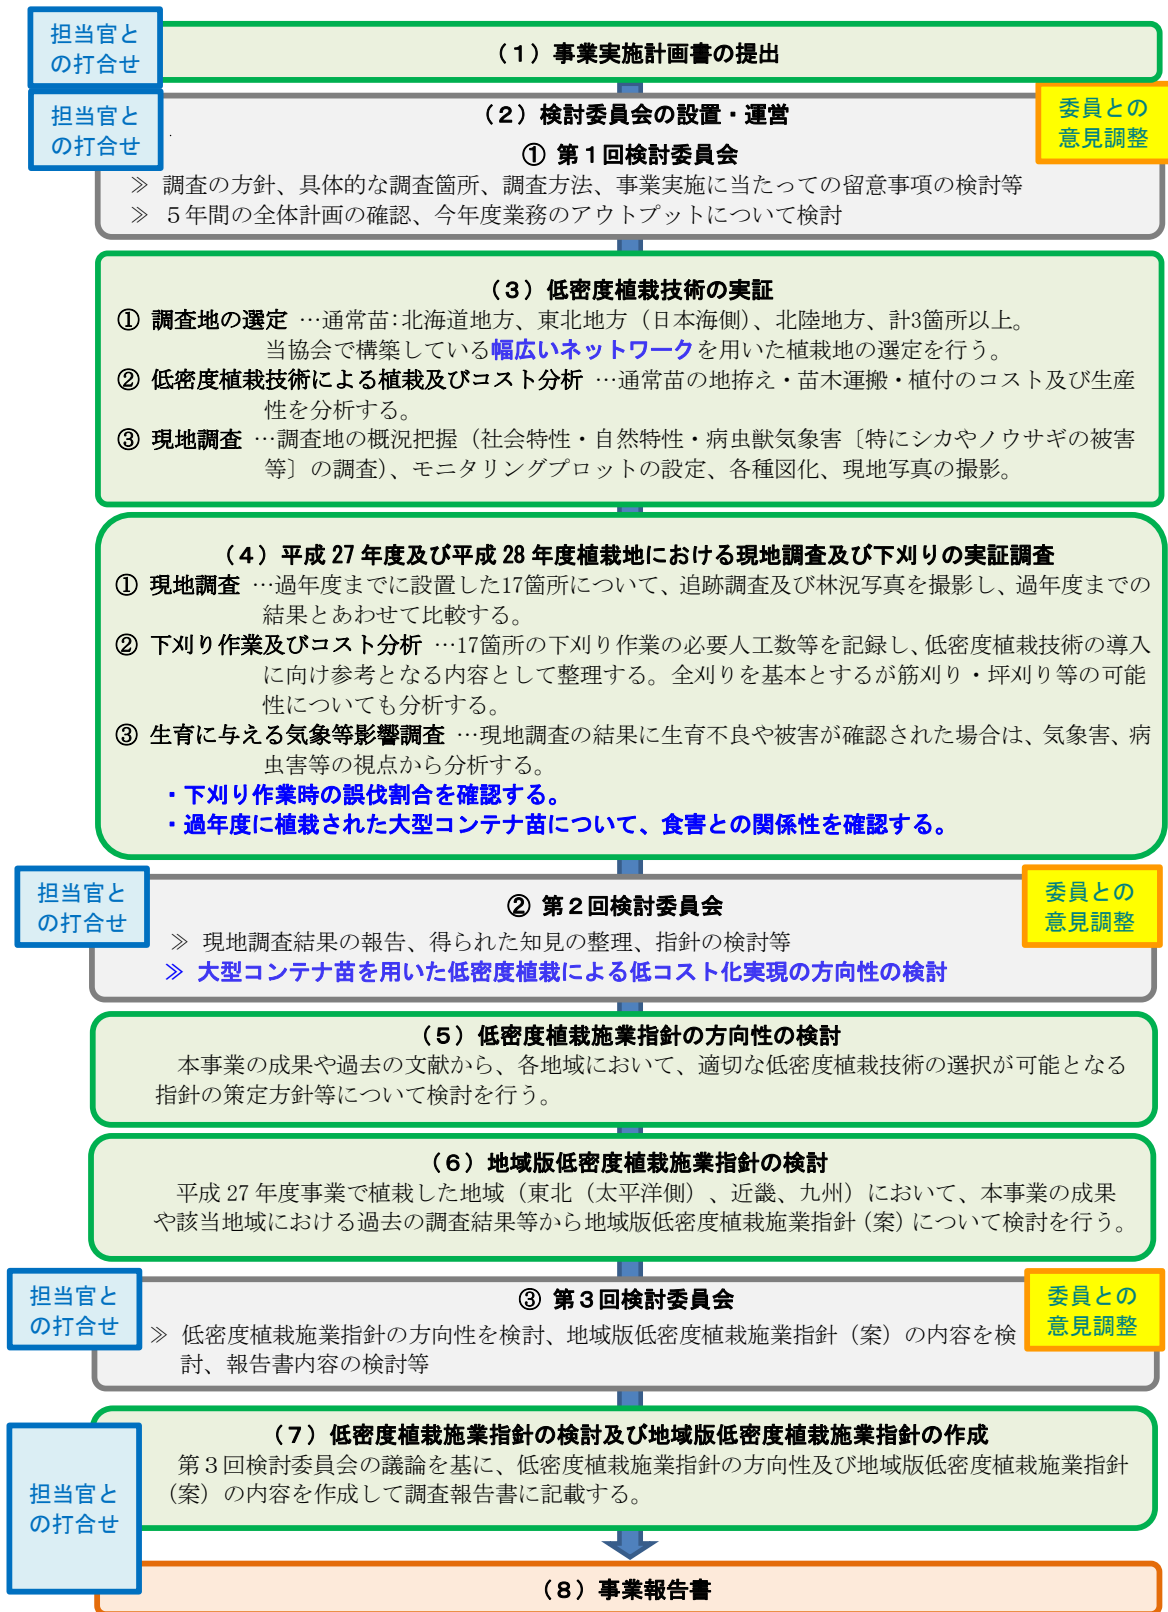 担当官と
の打合せ
（１）事業実施計画書の提出
担当官と
の打合せ
（２）検討委員会の設置・運営
委員との
意見調整
① 第１回検討委員会
≫ 調査の方針、具体的な調査箇所、調査方法、事業実施に当たっての留意事項の検討等
≫ ５年間の全体計画の確認、今年度業務のアウトプットについて検討
（３）低密度植栽技術の実証
① 調査地の選定 …通常苗：北海道地方、東北地方（日本海側）、北陸地方、計3箇所以上。
当協会で構築している幅広いネットワークを用いた植栽地の選定を行う。
② 低密度植栽技術による植栽及びコスト分析 …通常苗の地拵え・苗木運搬・植付のコスト及び生産
性を分析する。
③ 現地調査 …調査地の概況把握（社会特性・自然特性・病虫獣気象害〔特にシカやノウサギの被害
等〕の調査）、モニタリングプロットの設定、各種図化、現地写真の撮影。
（４）平成 27 年度及び平成 28 年度植栽地における現地調査及び下刈りの実証調査
① 現地調査 …過年度までに設置した17箇所について、追跡調査及び林況写真を撮影し、過年度までの
結果とあわせて比較する。
② 下刈り作業及びコスト分析 …17箇所の下刈り作業の必要人工数等を記録し、低密度植栽技術の導入
に向け参考となる内容として整理する。全刈りを基本とするが筋刈り・坪刈り等の可能
性についても分析する。
③ 生育に与える気象等影響調査 …現地調査の結果に生育不良や被害が確認された場合は、気象害、病
虫害等の視点から分析する。
・下刈り作業時の誤伐割合を確認する。
・過年度に植栽された大型コンテナ苗について、食害との関係性を確認する。
担当官と
の打合せ
② 第２回検討委員会
委員との
意見調整
≫ 現地調査結果の報告、得られた知見の整理、指針の検討等
≫ 大型コンテナ苗を用いた低密度植栽による低コスト化実現の方向性の検討
（５）低密度植栽施業指針の方向性の検討
本事業の成果や過去の文献から、各地域において、適切な低密度植栽技術の選択が可能となる
指針の策定方針等について検討を行う。
（６）地域版低密度植栽施業指針の検討
平成 27 年度事業で植栽した地域（東北（太平洋側）、近畿、九州）において、本事業の成果
や該当地域における過去の調査結果等から地域版低密度植栽施業指針（案）について検討を行う。
担当官と
の打合せ
③ 第３回検討委員会
委員との
意見調整
≫ 低密度植栽施業指針の方向性を検討、地域版低密度植栽施業指針（案）の内容を検
討、報告書内容の検討等
（７）低密度植栽施業指針の検討及び地域版低密度植栽施業指針の作成
第３回検討委員会の議論を基に、低密度植栽施業指針の方向性及び地域版低密度植栽施業指針
（案）の内容を作成して調査報告書に記載する。
担当官と
の打合せ
（８）事業報告書